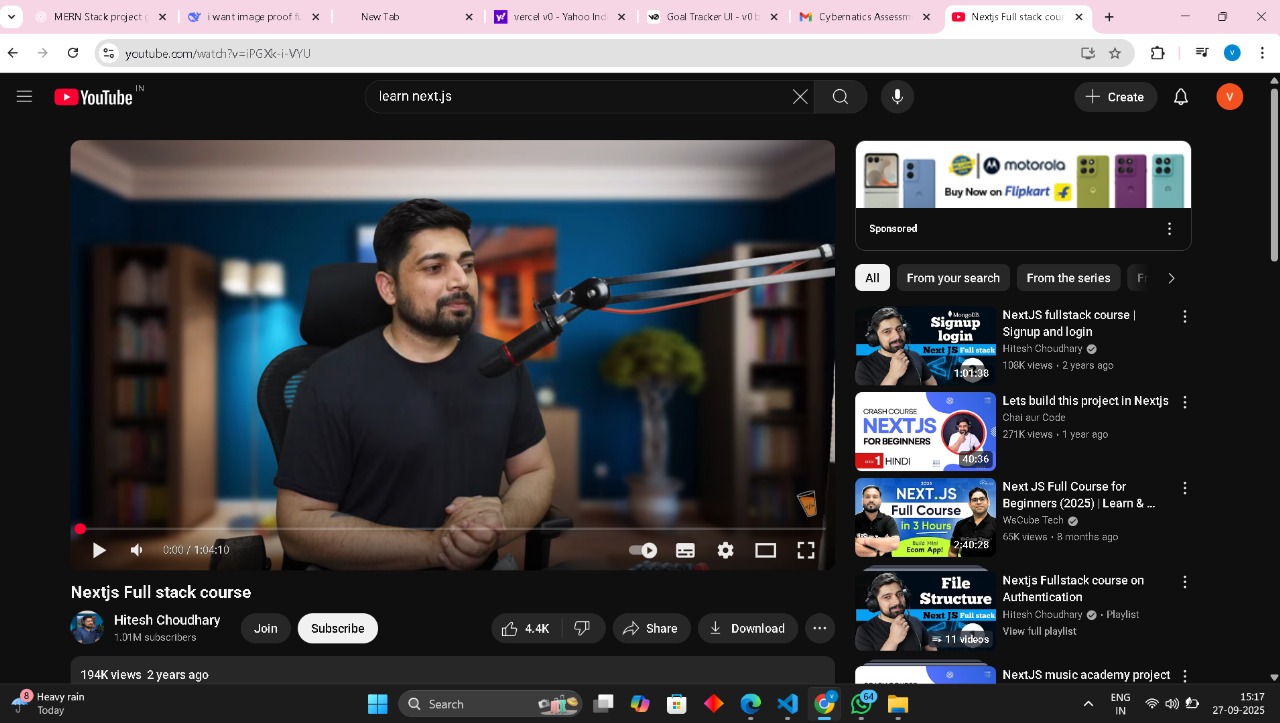 MERN Stack project g
i want image proof fu
New Tab
vercel v0 - Yahoo Ind
Goal Tracker UI - v0 b
Cybernatics Assessm
Nextjs Full stack cour
youtube.com/watch?v=iPGXk-i-VYU
YouTube IN
learn next.js
Create
V
motorola
Buy Now on Flipkart
Sponsored
All
From your search
From the series
Fr
MongoDB
Signup
login
Next JS Full stack
1:01:38
NextJS fullstack course |
Signup and login
Hitesh Choudhary
108K views • 2 years ago
CRASH COURSE
NEXTJS
FOR BEGINNERS
1 HINDI
40:36
Lets build this project in Nextjs
Chai aur Code
271K views • 1 year ago
2025
NEXT.JS
Full Course
in 3 Hours
Build Mini
Ecom App!
2:40:28
Next JS Full Course for
Beginners (2025) | Learn & ...
WsCube Tech
65K views • 8 months ago
File
Structure
Next JS Full stack
11 videos
Nextjs Fullstack course on
Authentication
Hitesh Choudhary • Playlist
View full playlist
NextJS music academy project
0:00 / 1:04:10
Nextjs Full stack course
Hitesh Choudhary
1.01M subscribers
Join
Subscribe
4.4K
Share
Download
194K views 2 years ago
8
Heavy rain
Today
Search
64
ENG
IN
15:17
27-09-2025